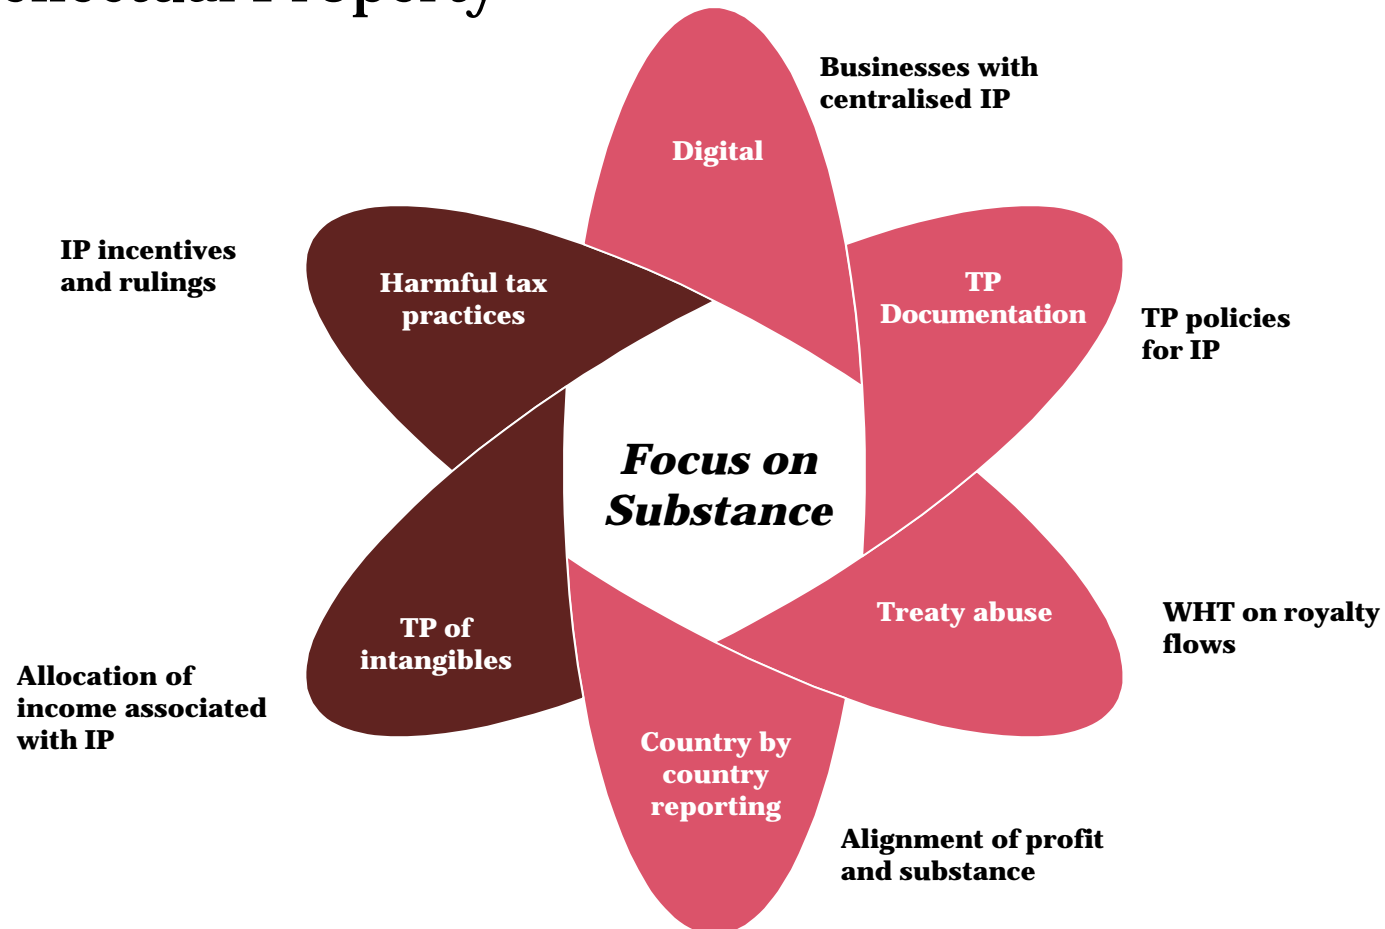 Businesses with
centralised IP
Digital
IP incentives
and rulings
Harmful tax
practices
TP
Documentation
TP policies
for IP
Focus on
Substance
Treaty abuse
WHT on royalty
flows
TP of
intangibles
Allocation of
income associated
with IP
Country by
country
reporting
Alignment of profit
and substance